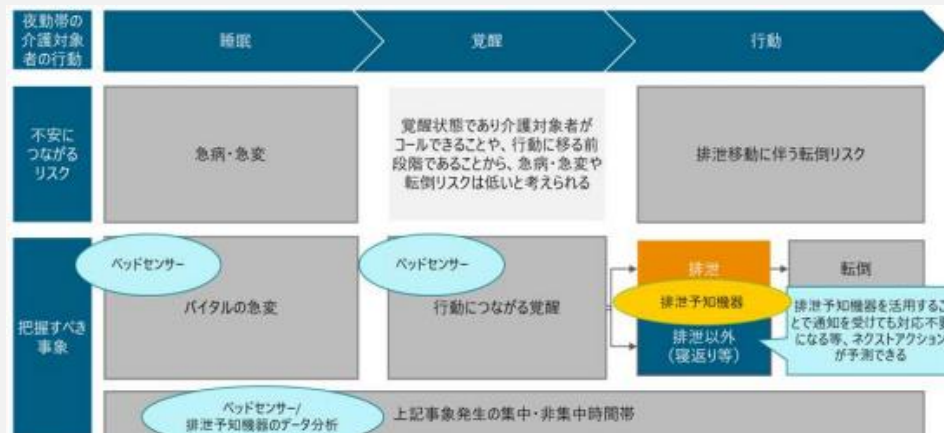 夜勤帯の
介護対象
者の行動
睡眠
覚醒
行動
不安に
つながる
リスク
急病・急変
覚醒状態であり介護対象者が
コールできることや、行動に移る前
段階であることから、急病・急変や
転倒リスクは低いと考えられる
排泄移動に伴う転倒リスク
把握すべき
事象
ベッドセンサー
バイタルの急変
ベッドセンサー
行動につながる覚醒
排泄
排泄予知機器
排泄以外
(寝返り等)
転倒
排泄予知機器を活用するこ
とで通知を受けても対応不要
になる等、ネクストアクション
が予測できる
ベッドセンサー/
排泄予知機器のデータ分析
上記事象発生の集中・非集中時間帯